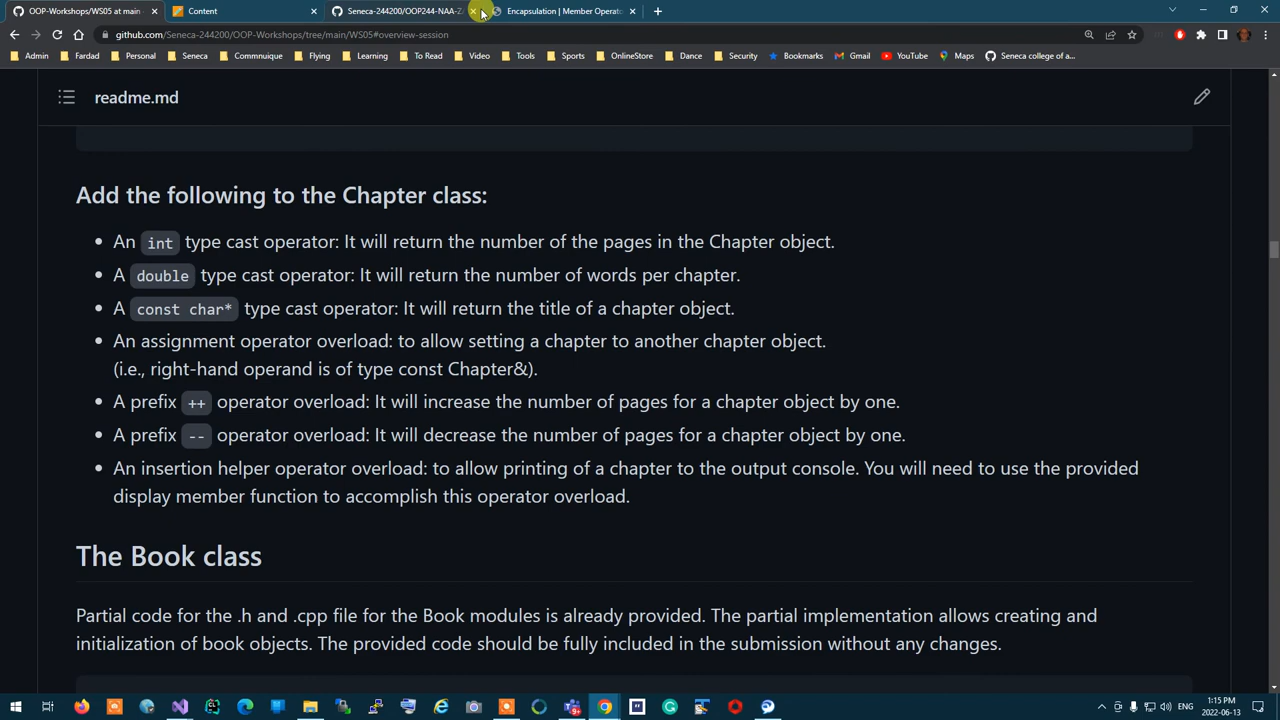 OOP-Workshops/WS05 at main
Content
Seneca-244200/OOP244-NAA-Z
Encapsulation | Member Operat
github.com/Seneca-244200/OOP-Workshops/tree/main/WS05#overview-session
Admin Fardad Personal Seneca Commnuique Flying Learning To Read Video Tools Sports OnlineStore Dance Security Bookmarks Gmail YouTube Maps Seneca college of a...
readme.md
Add the following to the Chapter class:
An int type cast operator: It will return the number of the pages in the Chapter object.
A double type cast operator: It will return the number of words per chapter.
A const char* type cast operator: It will return the title of a chapter object.
An assignment operator overload: to allow setting a chapter to another chapter object.
(i.e., right-hand operand is of type const Chapter&).
A prefix ++ operator overload: It will increase the number of pages for a chapter object by one.
A prefix -- operator overload: It will decrease the number of pages for a chapter object by one.
An insertion helper operator overload: to allow printing of a chapter to the output console. You will need to use the provided
display member function to accomplish this operator overload.
The Book class
Partial code for the .h and .cpp file for the Book modules is already provided. The partial implementation allows creating and
initialization of book objects. The provided code should be fully included in the submission without any changes.
ENG
1:15 PM
2022-06-13